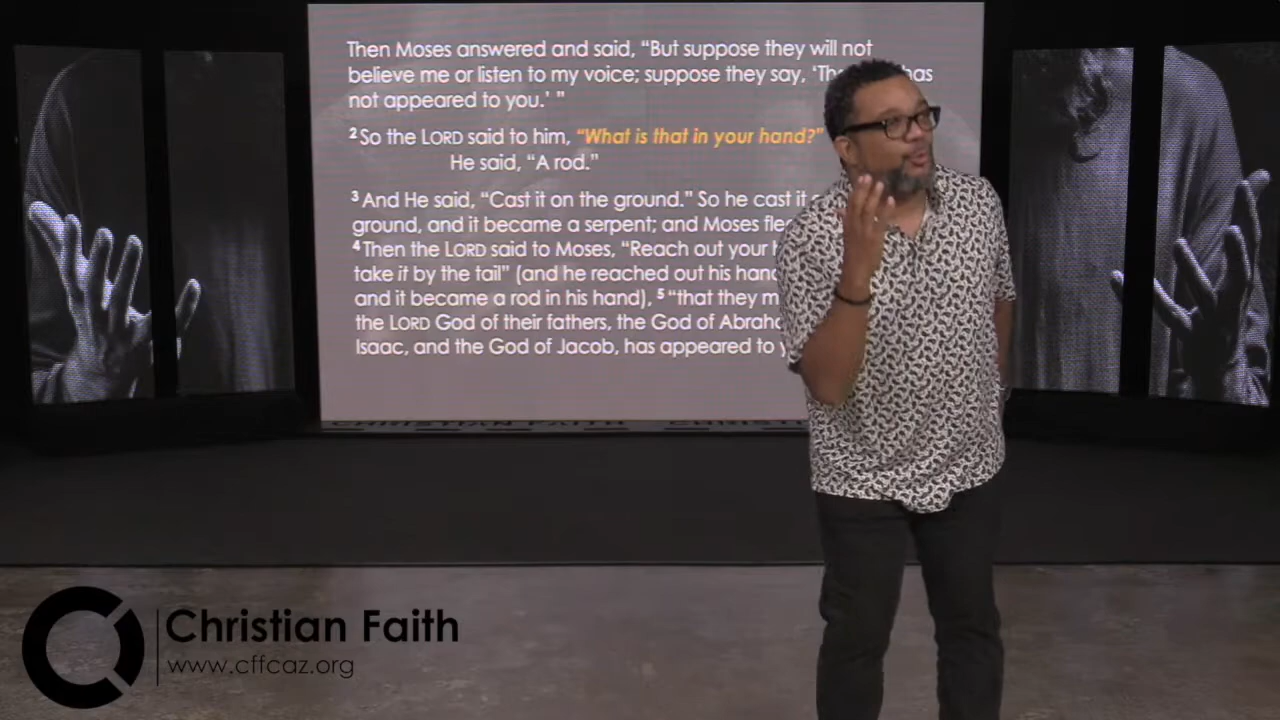 Then Moses answered and said, “But suppose they will not
believe me or listen to my voice; suppose they say, has
not appeared to you.’ ”
2 So the LORD said to him, “What is that in your hand?”
He said, “A rod.”
3 And He said, “Cast it on the ground.” So he cast it
ground, and it became a serpent; and Moses
4 Then the LORD said to Moses, “Reach out your
take it by the tail” (and he reached out his
and it became a rod in his hand), 5 “that they
the LORD God of their fathers, the God of
Isaac, and the God of Jacob, has appeared to
CHRISTIAN FAITH
Christian Faith
www.cffcaz.org